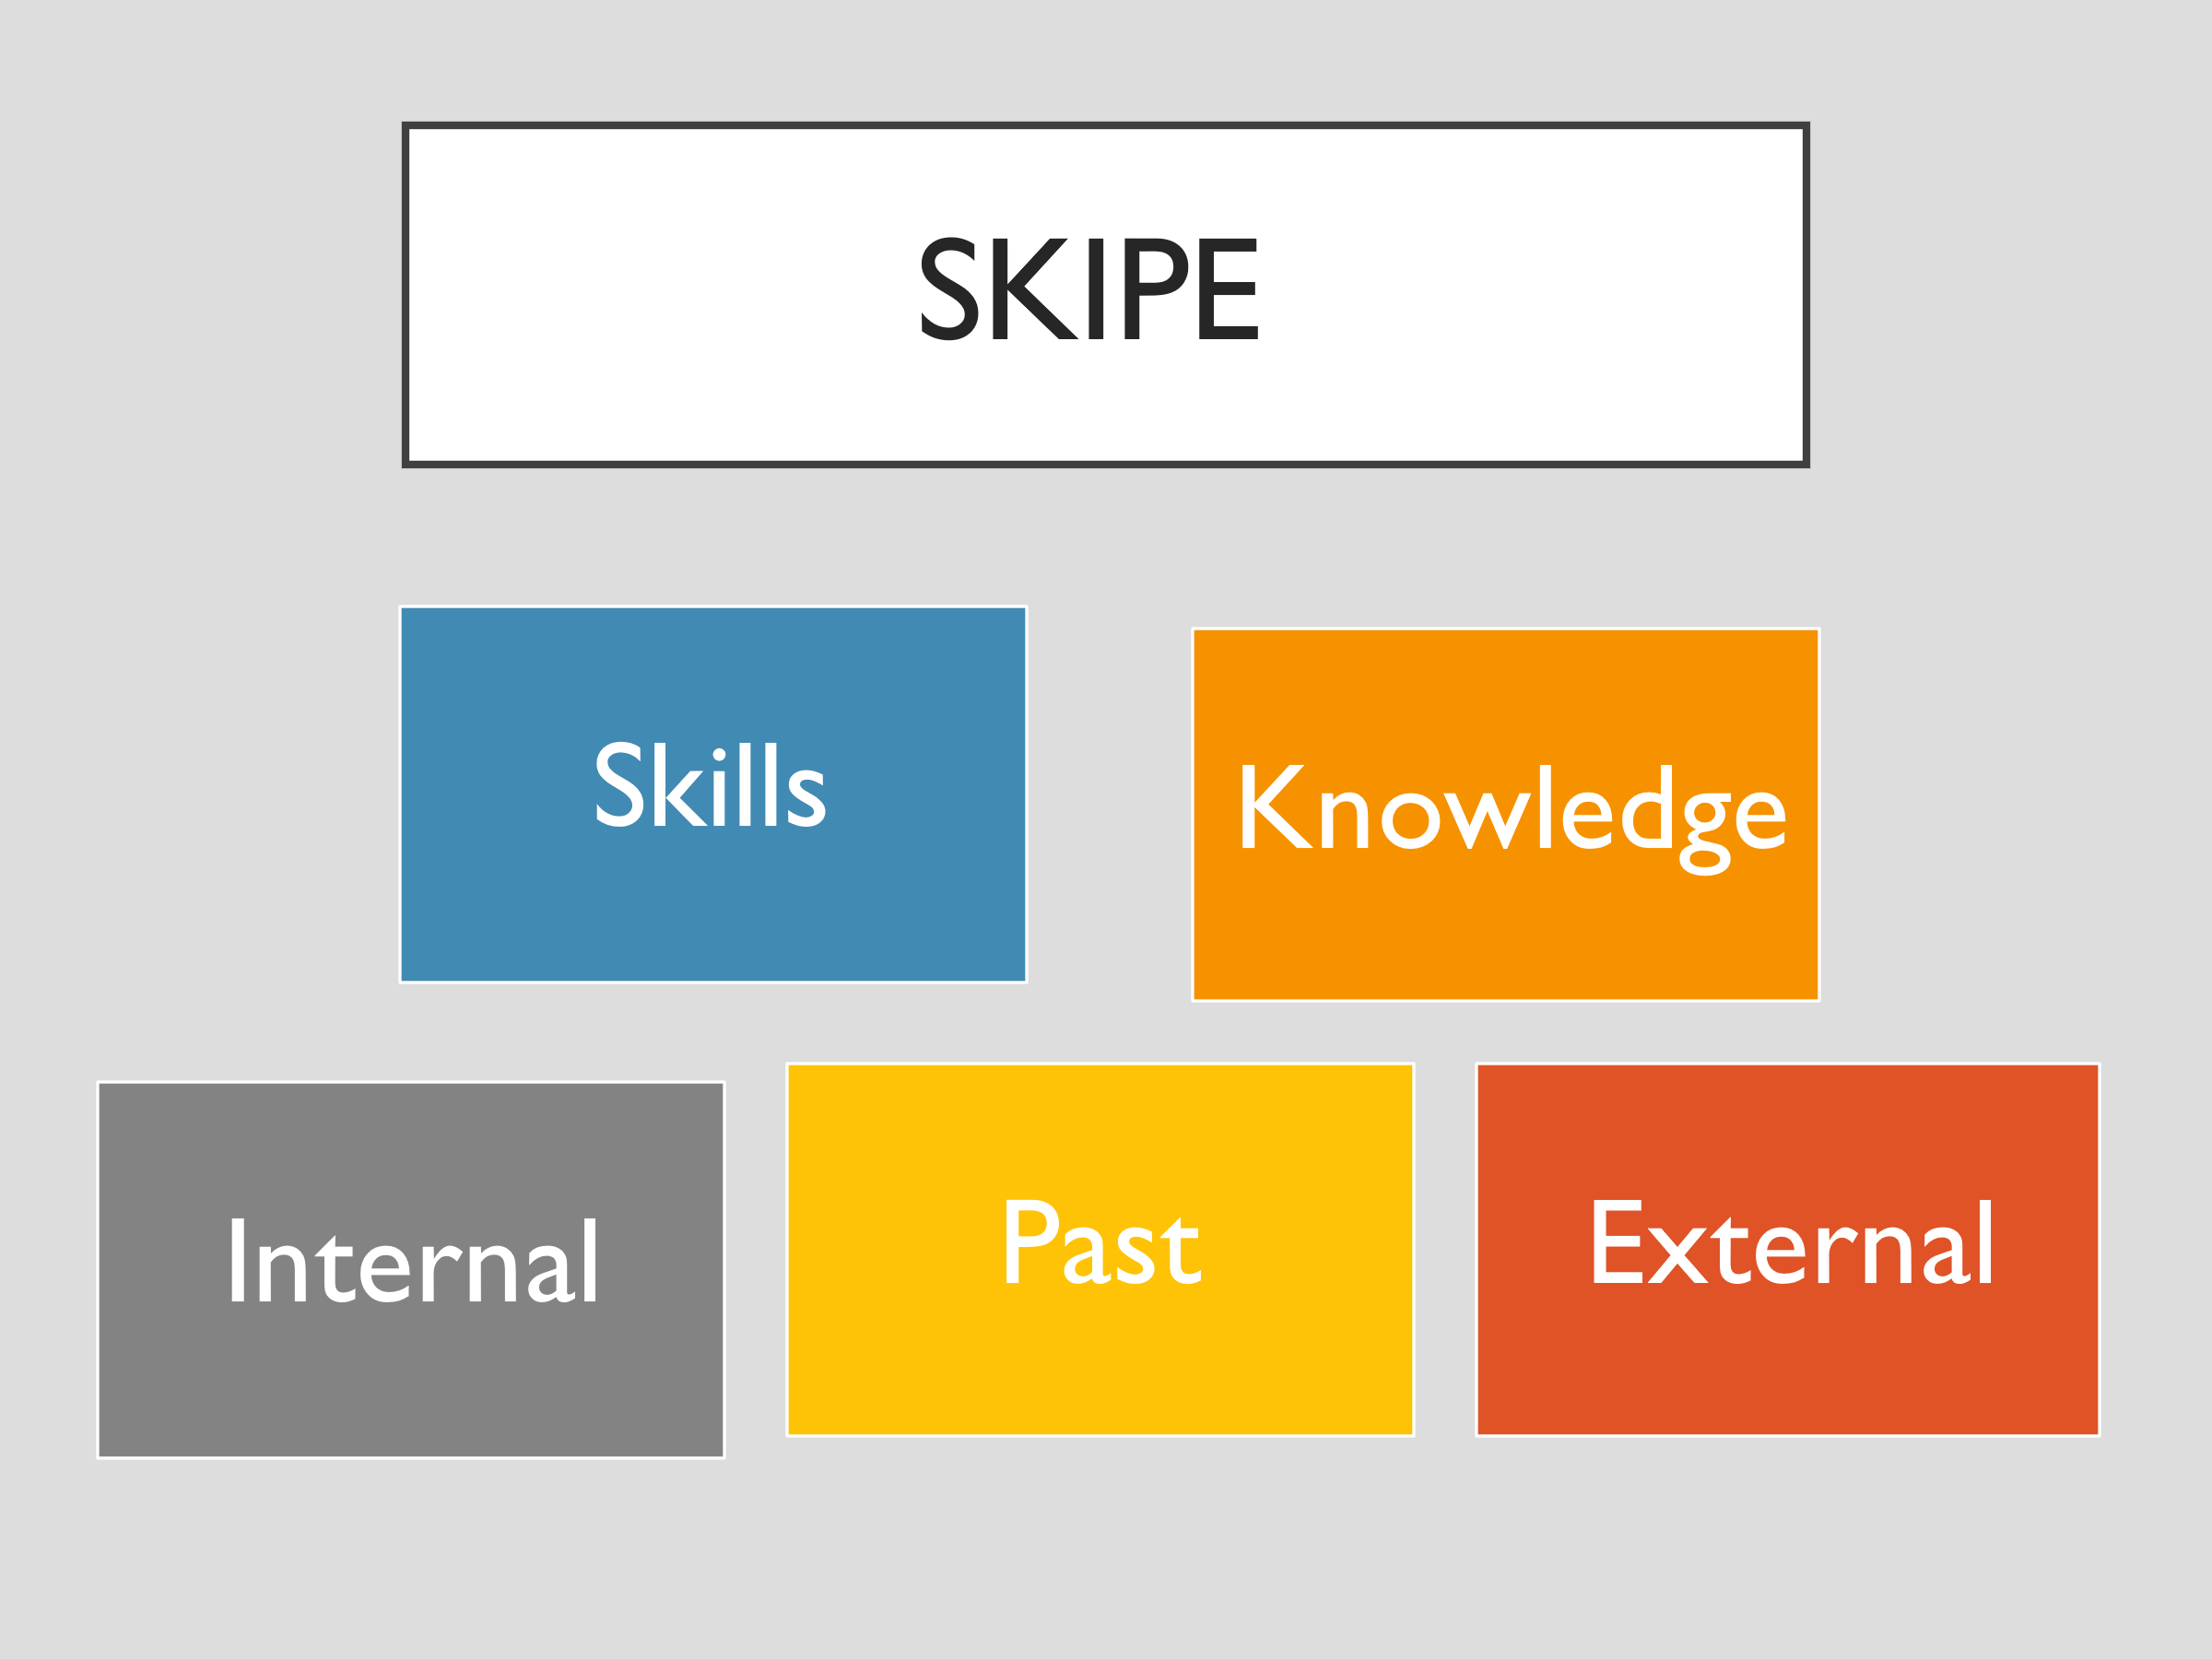 SKIPE
Skills
Knowledge
Internal
Past
External